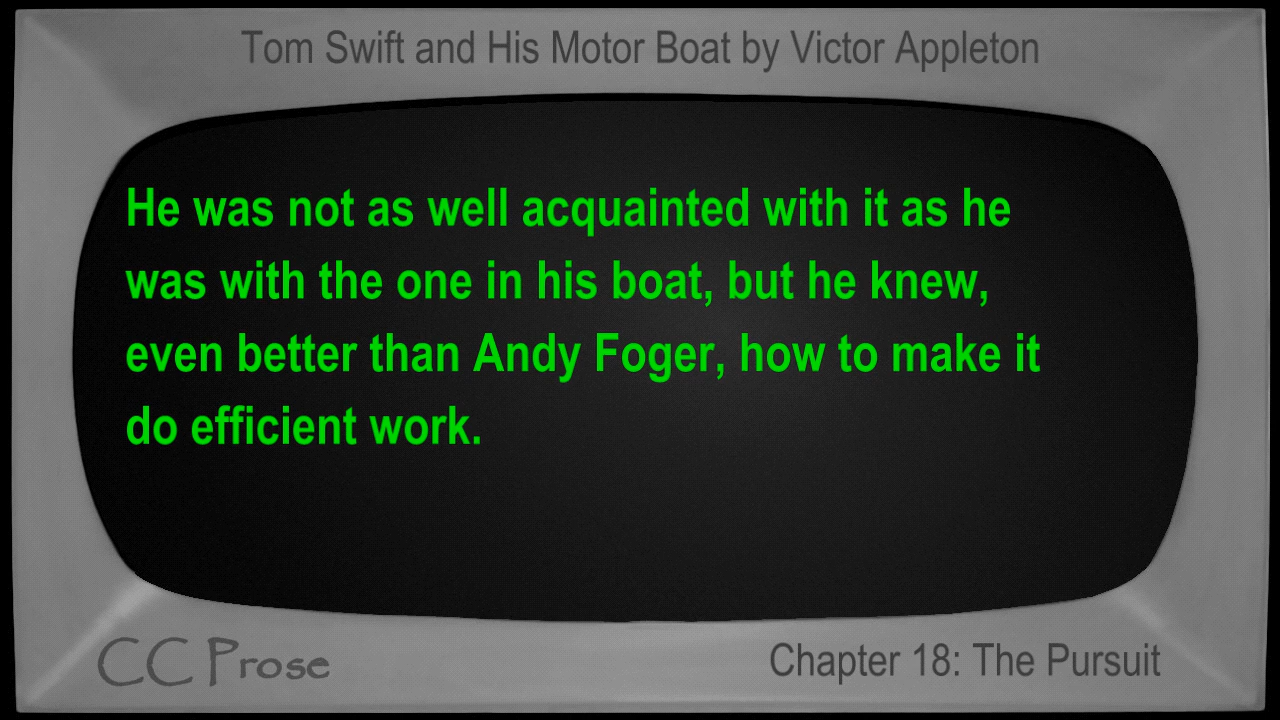 Tom Swift and His Motor Boat by Victor Appleton
He was not as well acquainted with it as he
was with the one in his boat, but he knew,
even better than Andy Foger, how to make it
do efficient work.
CC Prose
Chapter 18: The Pursuit